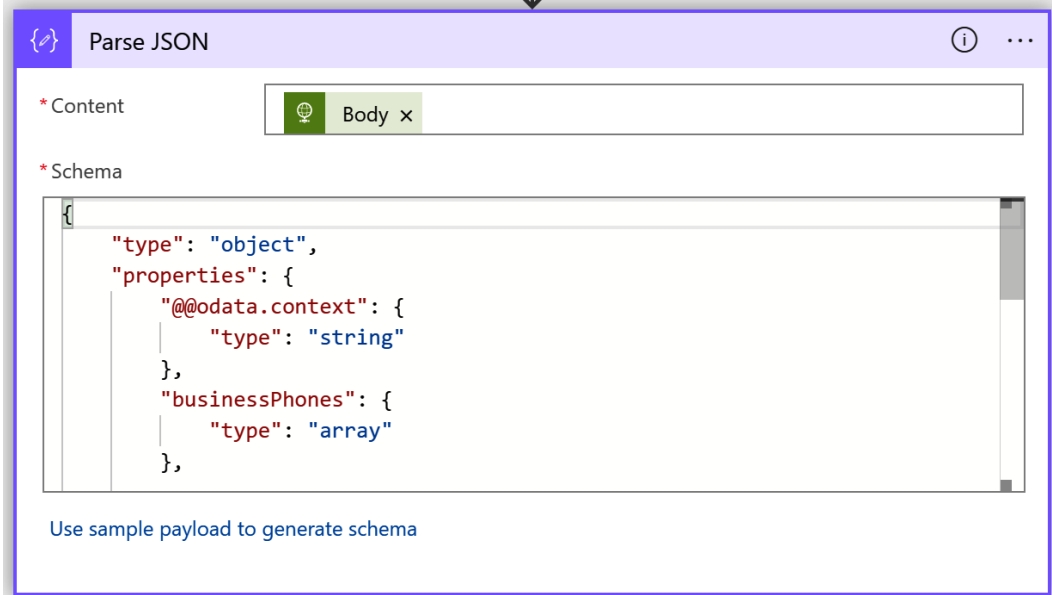 Parse JSON
* Content
Body ×
* Schema
{
"type": "object",
"properties": {
"@@odata.context": {
"type": "string"
},
"businessPhones": {
"type": "array"
},
Use sample payload to generate schema